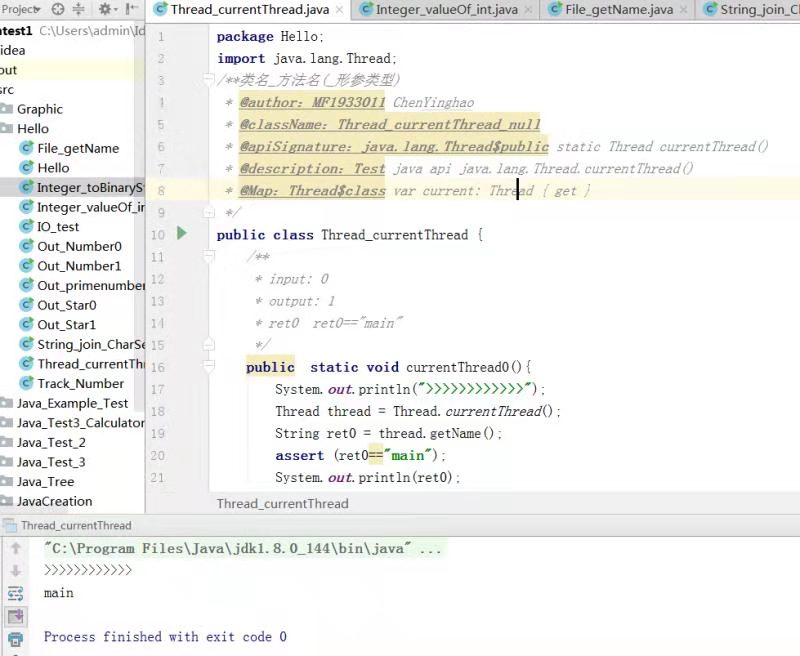 Project
Thread_currentThread.java
Integer_valueOf_int.java
File_getName.java
String_join_C
atest1 C:\Users\admin\Id
idea
out
src
Graphic
Hello
File_getName
Hello
Integer_toBinaryS
Integer_valueOf_in
IO_test
Out_Number0
Out_Number1
Out_primenumber
Out_Star0
Out_Star1
String_join_CharSe
Thread_currentThr
Track_Number
Java_Example_Test
Java_Test3_Calculator
Java_Test_2
Java_Test_3
Java_Tree
JavaCreation
1 package Hello;
2 import java.lang.Thread;
3 /**类名_方法名(_形参类型)
4 * @author: MF1933011 ChenYinghao
5 * @className: Thread_currentThread_null
6 * @apiSignature: java.lang.Thread$public static Thread currentThread()
7 * @description: Test java api java.lang.Thread.currentThread()
8 * @Map: Thread$class var current: Thread { get }
9 */
10 public class Thread_currentThread {
11 /**
12 * input: 0
13 * output: 1
14 * ret0 ret0=="main"
15 */
16 public static void currentThread0(){
17 System.out.println(">>>>>>>>>>>>");
18 Thread thread = Thread.currentThread();
19 String ret0 = thread.getName();
20 assert (ret0=="main");
21 System.out.println(ret0);
Thread_currentThread
Thread_currentThread
"C:\Program Files\Java\jdk1.8.0_144\bin\java" ...
>>>>>>>>>>>>
main
Process finished with exit code 0